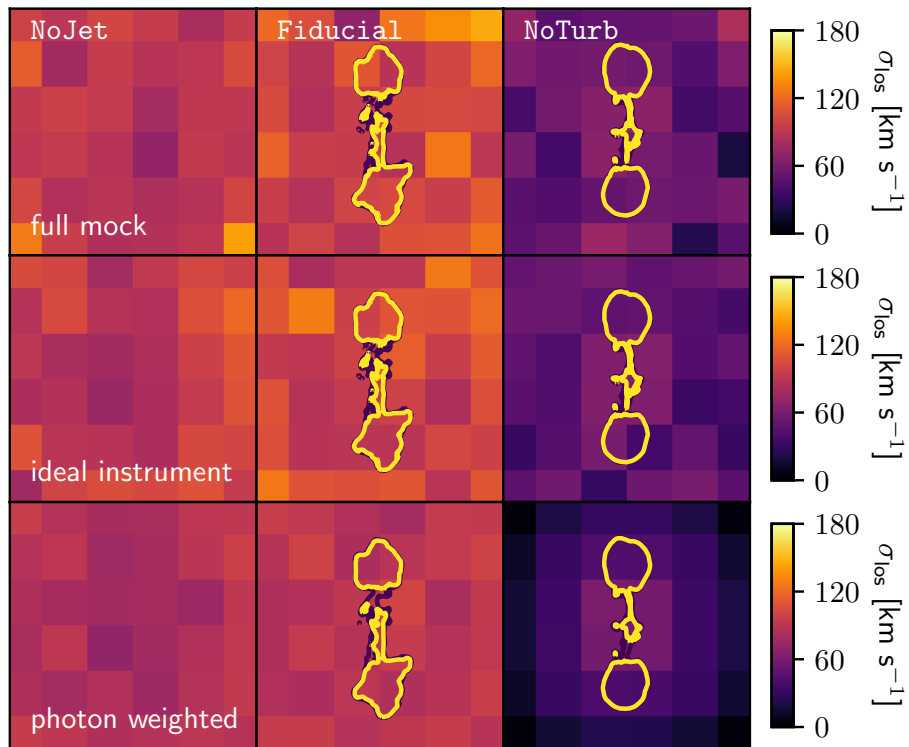 NoJet
Fiducial
NoTurb
full mock
180
120
60
0
σlos [km s−1]
ideal instrument
180
120
60
0
σlos [km s−1]
photon weighted
180
120
60
0
σlos [km s−1]